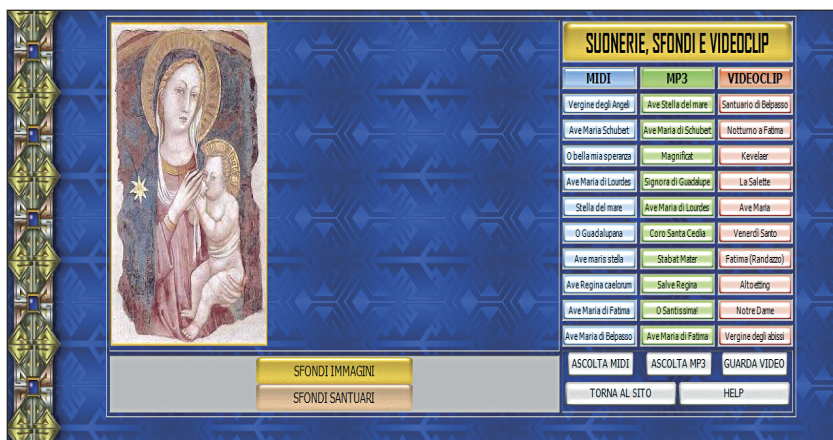 SUONERIE, SFONDI E VIDEOCLIP
MIDI MP3 VIDEOCLIP
Vergine degli Angeli Ave Stella del mare Santuario di Belpasso
Ave Maria Schubert Ave Maria di Schubert Notturno a Fatima
O bella mia speranza Magnificat Kevelaer
Ave Maria di Lourdes Signora di Guadalupe La Salette
Stella del mare Ave Maria di Lourdes Ave Maria
O Guadalupana Coro Santa Cecilia Venerdì Santo
Ave maris stella Stabat Mater Fatima (Randazzo)
Ave Regina caelorum Salve Regina Altoetting
Ave Maria di Fatima O Santissima! Notre Dame
Ave Maria di Belpasso Ave Maria di Fatima Vergine degli abissi
ASCOLTA MIDI ASCOLTA MP3 GUARDA VIDEO
SFONDI IMMAGINI
TORNA AL SITO HELP
SFONDI SANTUARI